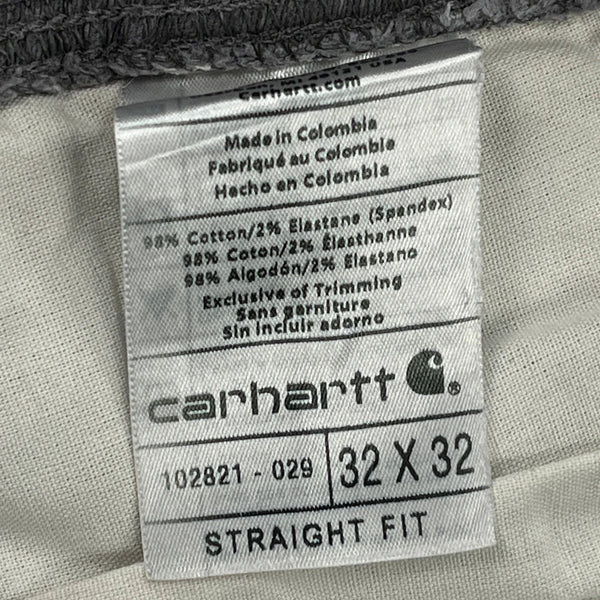 carhartt.com
Made in Colombia
Fabriqué au Colombia
Hecho en Colombia
98% Cotton/2% Elastane (Spandex)
98% Coton/2% Élasthanne
98% Algodón/2% Elastano
Exclusive of Trimming
Sans garniture
Sin incluir adorno
carhartt ®
102821 - 029
32 X 32
STRAIGHT FIT